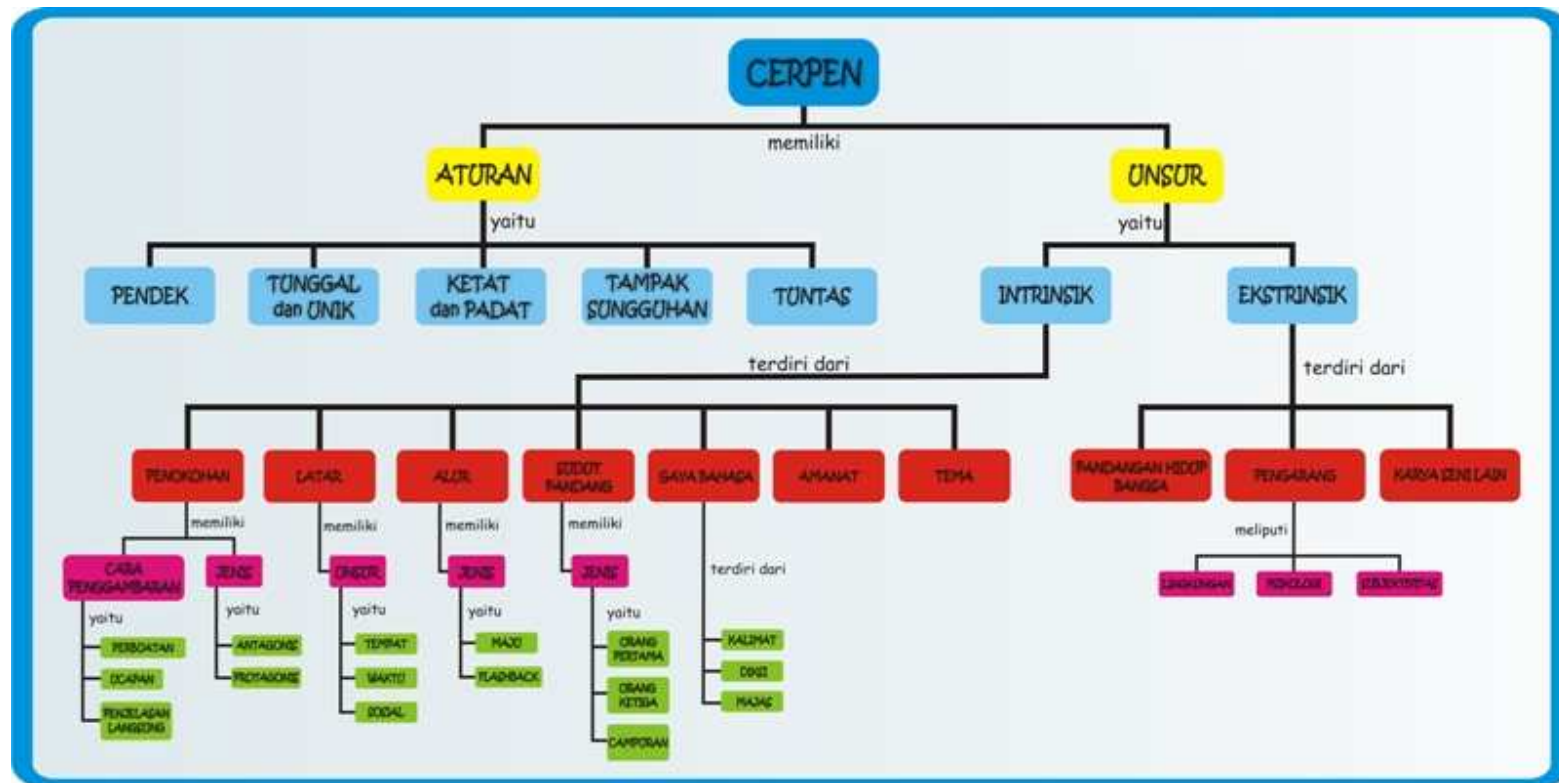 CERPEN
memiliki
ATURAN
UNSUR
yaitu
yaitu
PENDEK
TUNGGAL
dan UNIK
KETAT
dan PADAT
TAMPAK
SUNGGUHAN
TUNTAS
INTRINSIK
EKSTRINSIK
terdiri dari
terdiri dari
PENOKOHAN
LATAR
ALUR
SUDUT
PANDANG
GAYA BAHASA
AMANAT
TEMA
PANDANGAN HIDUP
BANGSA
PENGARANG
KARYA SENI LAIN
memiliki
memiliki
memiliki
memiliki
meliputi
CARA
PENGGAMBARAN
JENIS
UNSUR
JENIS
JENIS
terdiri dari
LINGKUNGAN
PSIKOLOGI
SUBJEKTIVITAS
yaitu
yaitu
yaitu
yaitu
yaitu
PERBUATAN
UCAPAN
PENJELASAN
LANGSUNG
ANTAGONIS
PROTAGONIS
TEMPAT
WAKTU
SOSIAL
MAJU
FLASHBACK
ORANG
PERTAMA
ORANG
KETIGA
CAMPURAN
KALIMAT
DIKSI
MAJAS